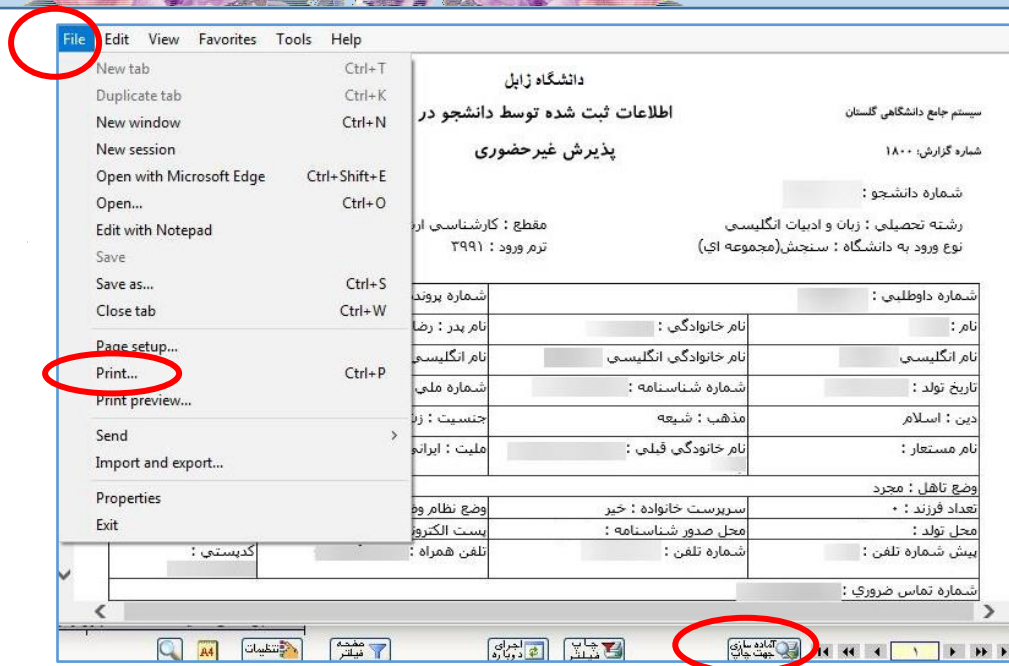 File Edit View Favorites Tools Help
New tab Ctrl+T
Duplicate tab Ctrl+K
New window Ctrl+N
New session
Open with Microsoft Edge Ctrl+Shift+E
Open... Ctrl+O
Edit with Notepad
Save
Save as... Ctrl+S
Close tab Ctrl+W
Page setup...
Print... Ctrl+P
Print preview...
Send
Import and export...
Properties
Exit
دانشگاه زابل
سیستم جامع دانشگاهی گلستان
اطلاعات ثبت شده توسط دانشجو در
شماره گزارش: ۱۸۰۰
پذیرش غیرحضوری
شماره دانشجو :
رشته تحصیلی : زبان و ادبیات انگلیسی مقطع : کارشناسی
نوع ورود به دانشگاه : سنجش(مجموعه ای) ترم ورود : ۳۹۹۱
شماره داوطلبی : شماره
نام : نام خانوادگی : نام پدر : رضا
نام انگلیسی نام خانوادگی انگلیسی نام انگلیسی
تاریخ تولد : شماره شناسنامه : شماره ملی
دین : اسلام مذهب : شیعه جنسیت :
نام مستعار : نام خانودگی قبلی : ملیت :
وضع تاهل : مجرد
تعداد فرزند : ۰ سرپرست خانواده : خیر وضع نظام
محل تولد : محل صدور شناسنامه : پست
پیش شماره تلفن : شماره تلفن : تلفن همراه : کدپستی :
شماره تماس ضروری :
۱ آماده سازی جهت چاپ چاپ فیلتر اجرای دوباره صفحه فیلتر تنظیمات A4